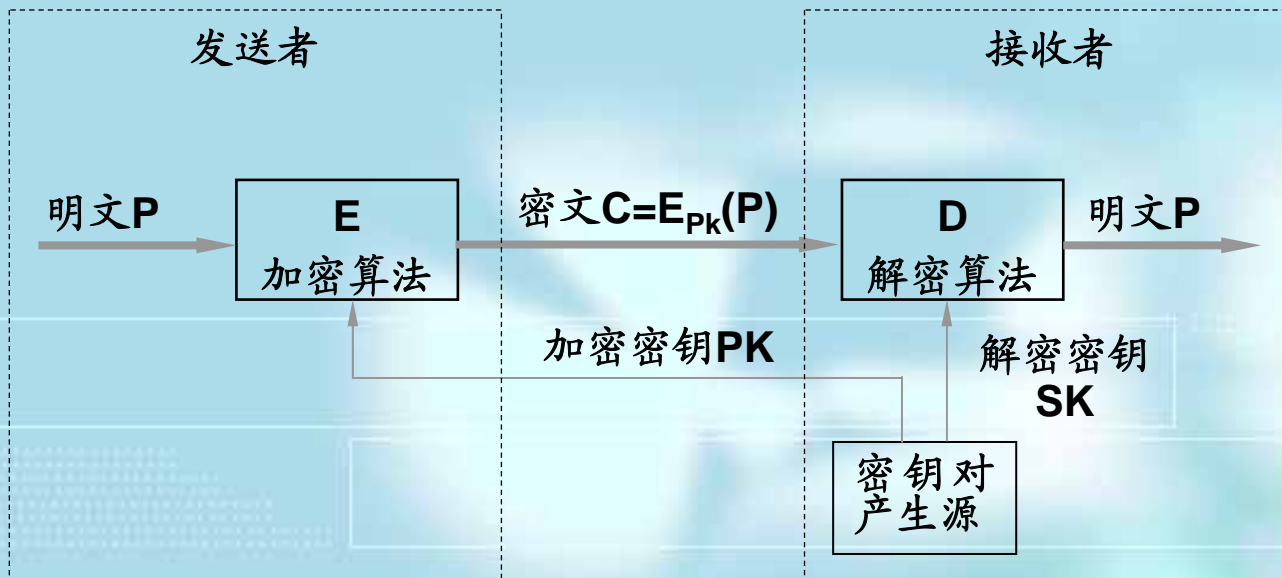 发送者
接收者
明文P
E
加密算法
密文C=E_Pk(P)
D
解密算法
明文P
加密密钥PK
解密密钥
SK
密钥对
产生源